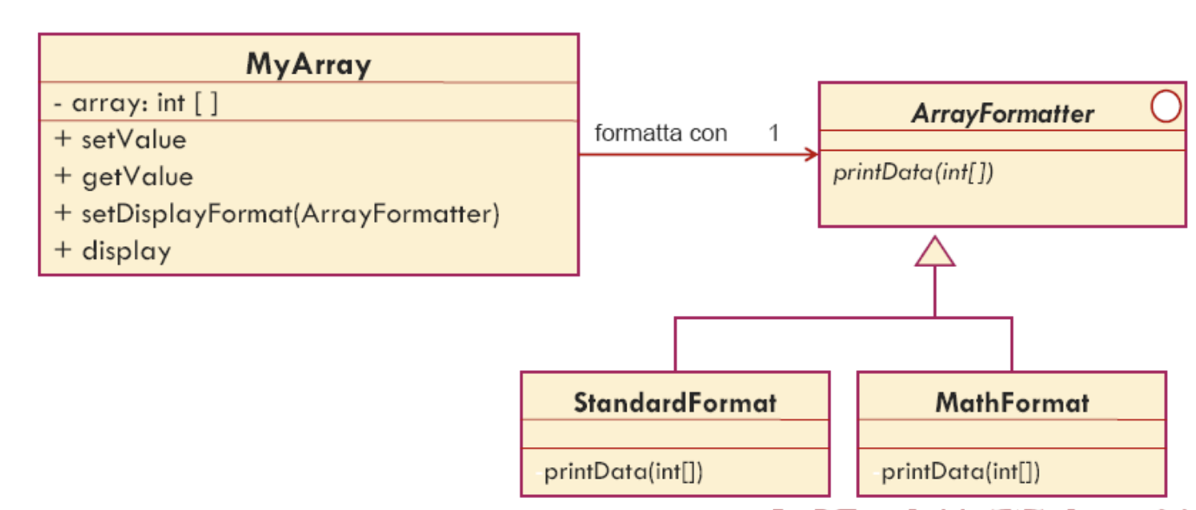 MyArray
- array: int [ ]
+ setValue
+ getValue
+ setDisplayFormat(ArrayFormatter)
+ display
formatta con 1
ArrayFormatter
printData(int[])
StandardFormat
printData(int[])
MathFormat
printData(int[])